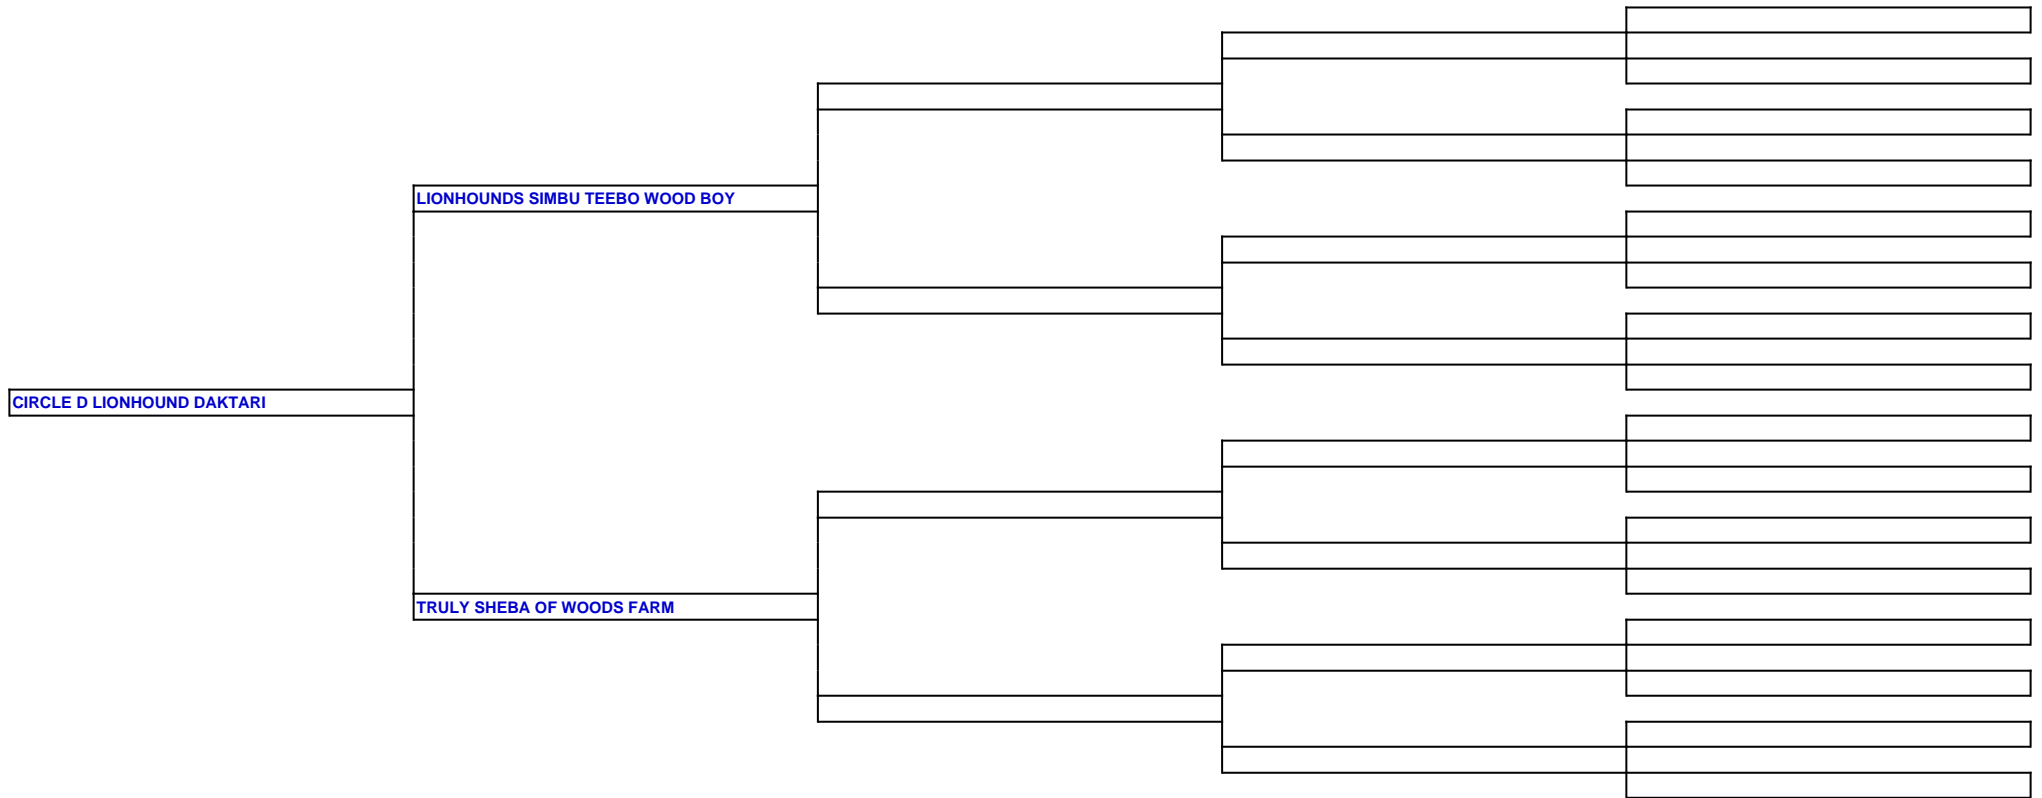 LIONHOUNDS SIMBU TEEBO WOOD BOY
CIRCLE D LIONHOUND DAKTARI
TRULY SHEBA OF WOODS FARM